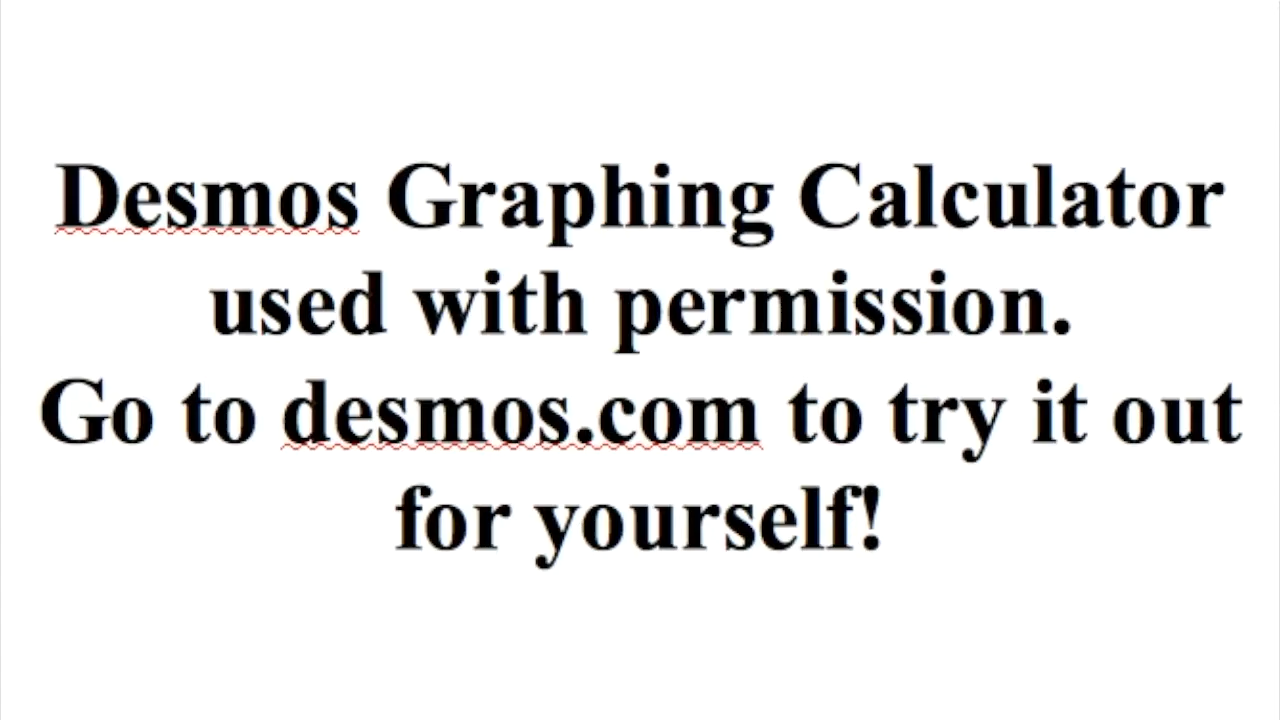 Desmos Graphing Calculator
used with permission.
Go to desmos.com to try it out
for yourself!